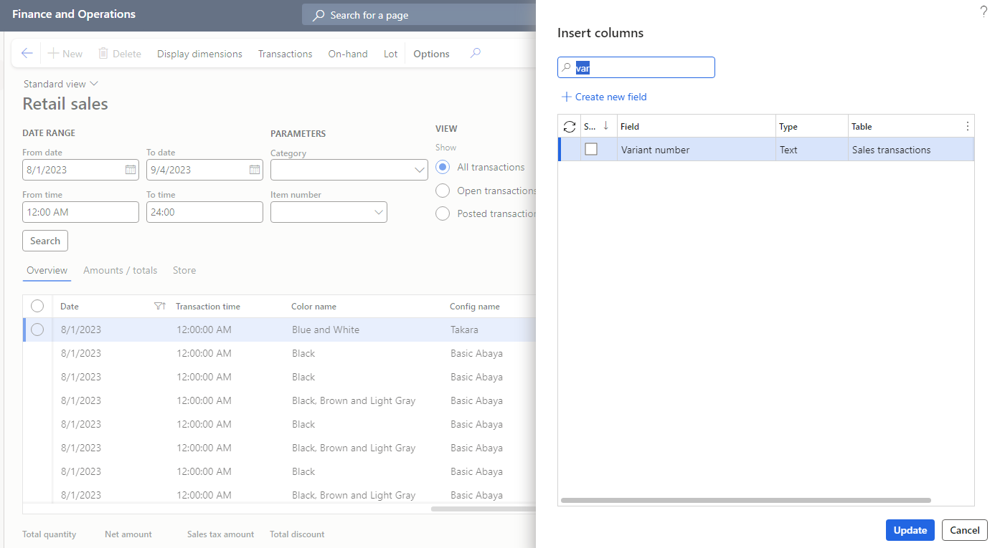 Finance and Operations
Search for a page
New Delete Display dimensions Transactions On-hand Lot Options
Standard view
Retail sales
DATE RANGE
From date To date
8/1/2023 9/4/2023
From time To time
12:00 AM 24:00
Search
PARAMETERS
Category
Item number
VIEW
Show
All transactions
Open transactions
Posted transaction
Overview Amounts / totals Store
Date Transaction time Color name Config name
8/1/2023 12:00:00 AM Blue and White Takara
8/1/2023 12:00:00 AM Black Basic Abaya
8/1/2023 12:00:00 AM Black Basic Abaya
8/1/2023 12:00:00 AM Black, Brown and Light Gray Basic Abaya
8/1/2023 12:00:00 AM Black Basic Abaya
8/1/2023 12:00:00 AM Black, Brown and Light Gray Basic Abaya
8/1/2023 12:00:00 AM Black Basic Abaya
8/1/2023 12:00:00 AM Black, Brown and Light Gray Basic Abaya
Total quantity Net amount Sales tax amount Total discount
?
Insert columns
var
Create new field
S... Field Type Table
Variant number Text Sales transactions
Update Cancel